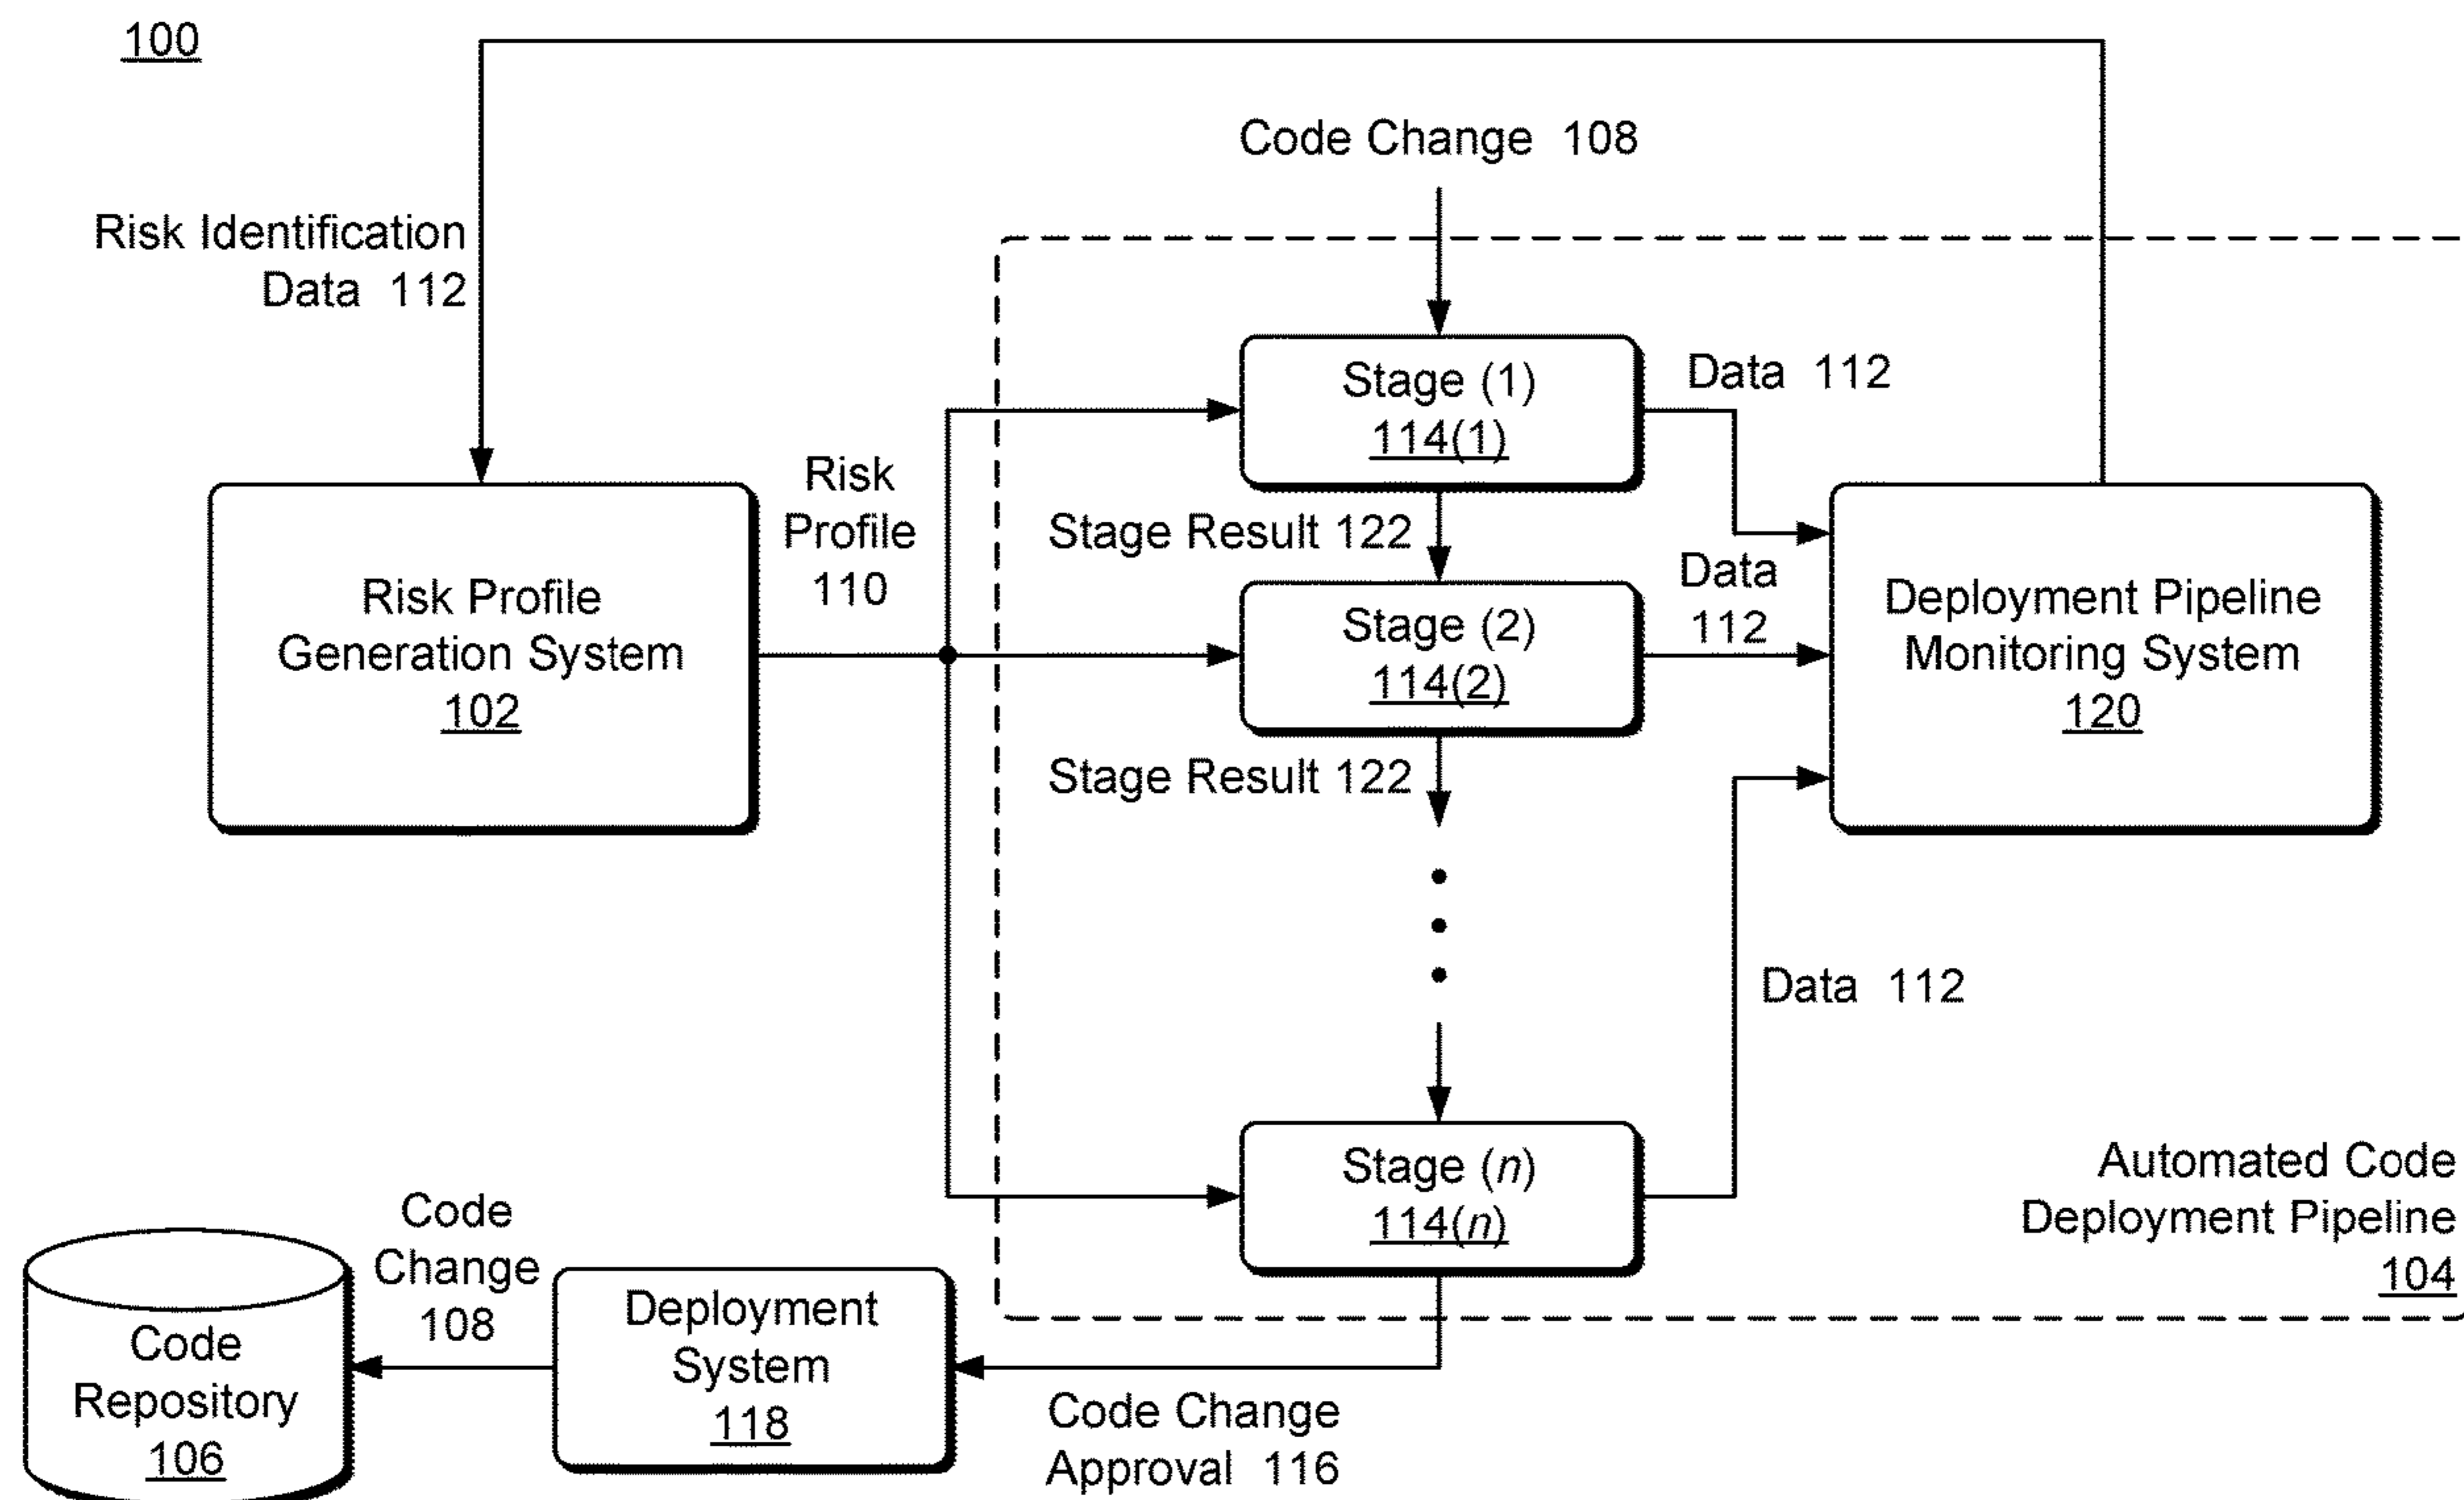 100
Code Change 108
Risk Identification
Data 112
Stage (1)
114(1)
Data 112
Risk
Profile
110
Stage Result 122
Risk Profile
Generation System
102
Stage (2)
114(2)
Data
112
Deployment Pipeline
Monitoring System
120
Stage Result 122
Data 112
Stage (n)
114(n)
Automated Code
Deployment Pipeline
104
Code
Change
108
Code
Repository
106
Deployment
System
118
Code Change
Approval 116